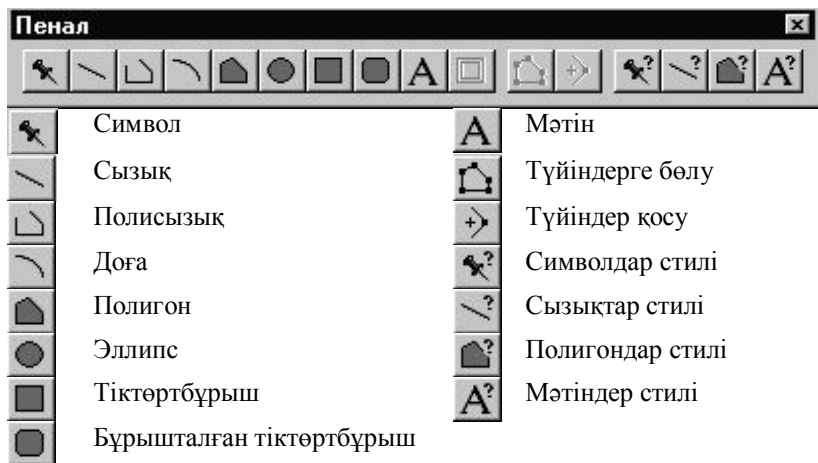 Пенал
Символ
Сызық
Полисызық
Доға
Полигон
Эллипс
Тіктөртбұрыш
Бұрышталған тіктөртбұрыш
Мәтін
Түйіндерге бөлу
Түйіндер қосу
Символдар стилі
Сызықтар стилі
Полигондар стилі
Мәтіндер стилі